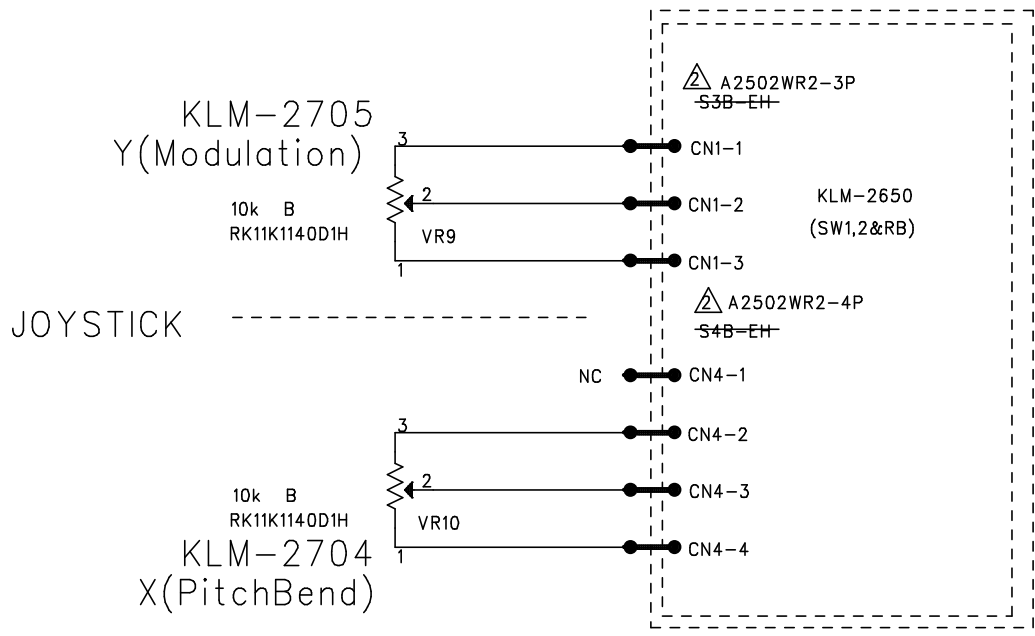 2 A2502WR2-3P
S3B-EH
KLM-2705
Y(Modulation)
3
CN1-1
2
10k B
RK11K1140D1H
VR9
CN1-2
KLM-2650
(SW1,2&RB)
1
CN1-3
2 A2502WR2-4P
S4B-EH
JOYSTICK
NC
CN4-1
3
CN4-2
2
10k B
RK11K1140D1H
VR10
CN4-3
KLM-2704
X(PitchBend)
1
CN4-4